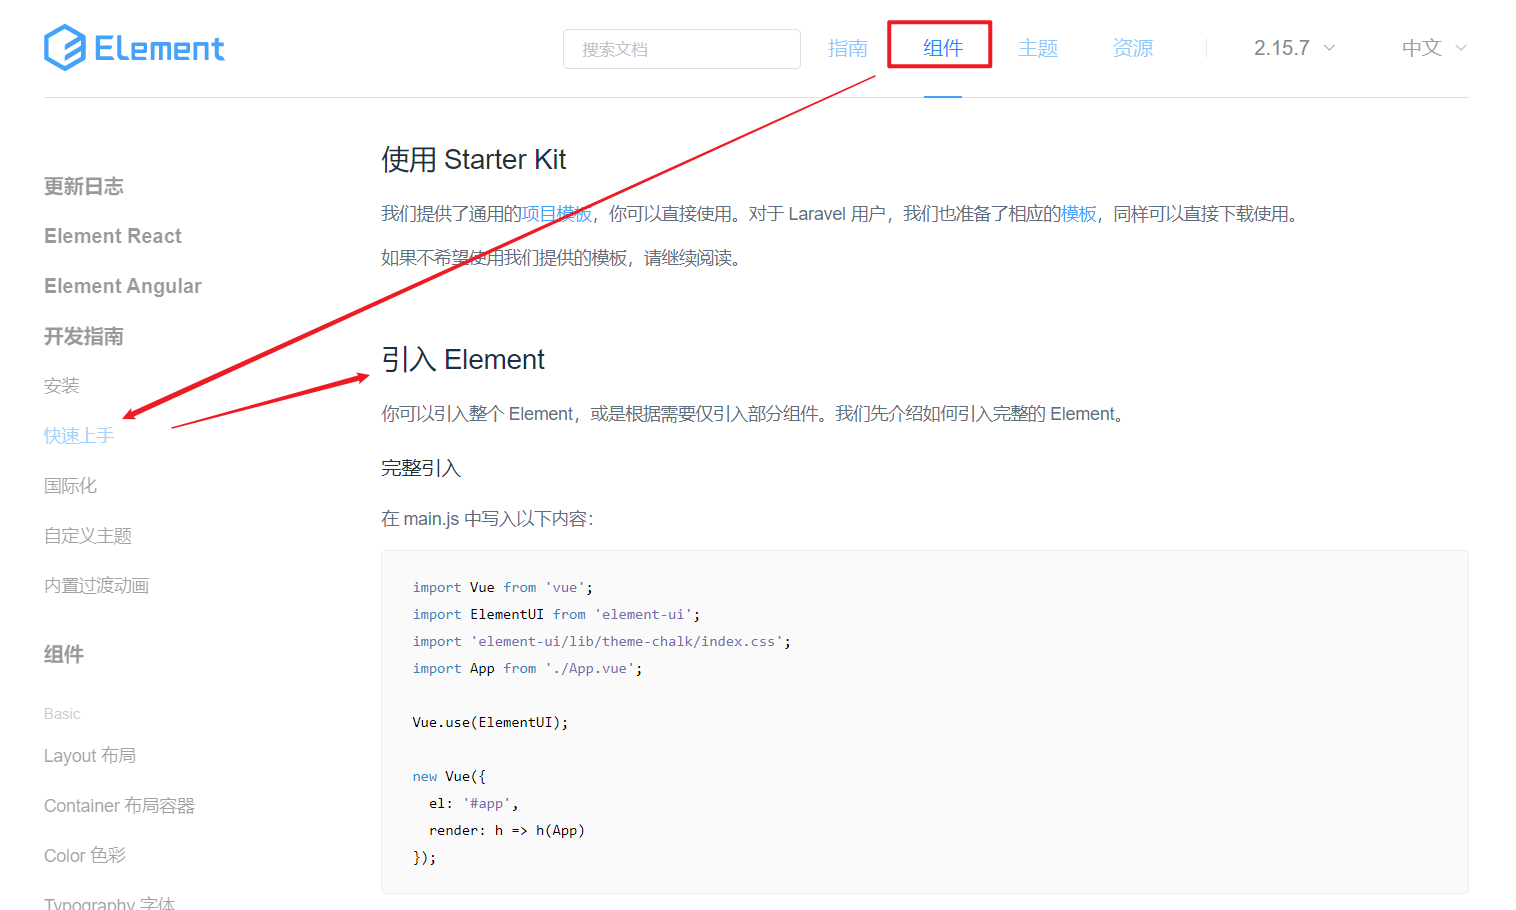 Element
搜索文档
指南
组件
主题
资源
2.15.7
中文
更新日志
Element React
Element Angular
开发指南
安装
快速上手
国际化
自定义主题
内置过渡动画
组件
Basic
Layout 布局
Container 布局容器
Color 色彩
Typography 字体
使用 Starter Kit
我们提供了通用的项目模板，你可以直接使用。对于 Laravel 用户，我们也准备了相应的模板，同样可以直接下载使用。
如果不希望使用我们提供的模板，请继续阅读。
引入 Element
你可以引入整个 Element，或是根据需要仅引入部分组件。我们先介绍如何引入完整的 Element。
完整引入
在 main.js 中写入以下内容：
import Vue from 'vue';
import ElementUI from 'element-ui';
import 'element-ui/lib/theme-chalk/index.css';
import App from './App.vue';
Vue.use(ElementUI);
new Vue({
  el: '#app',
  render: h => h(App)
});